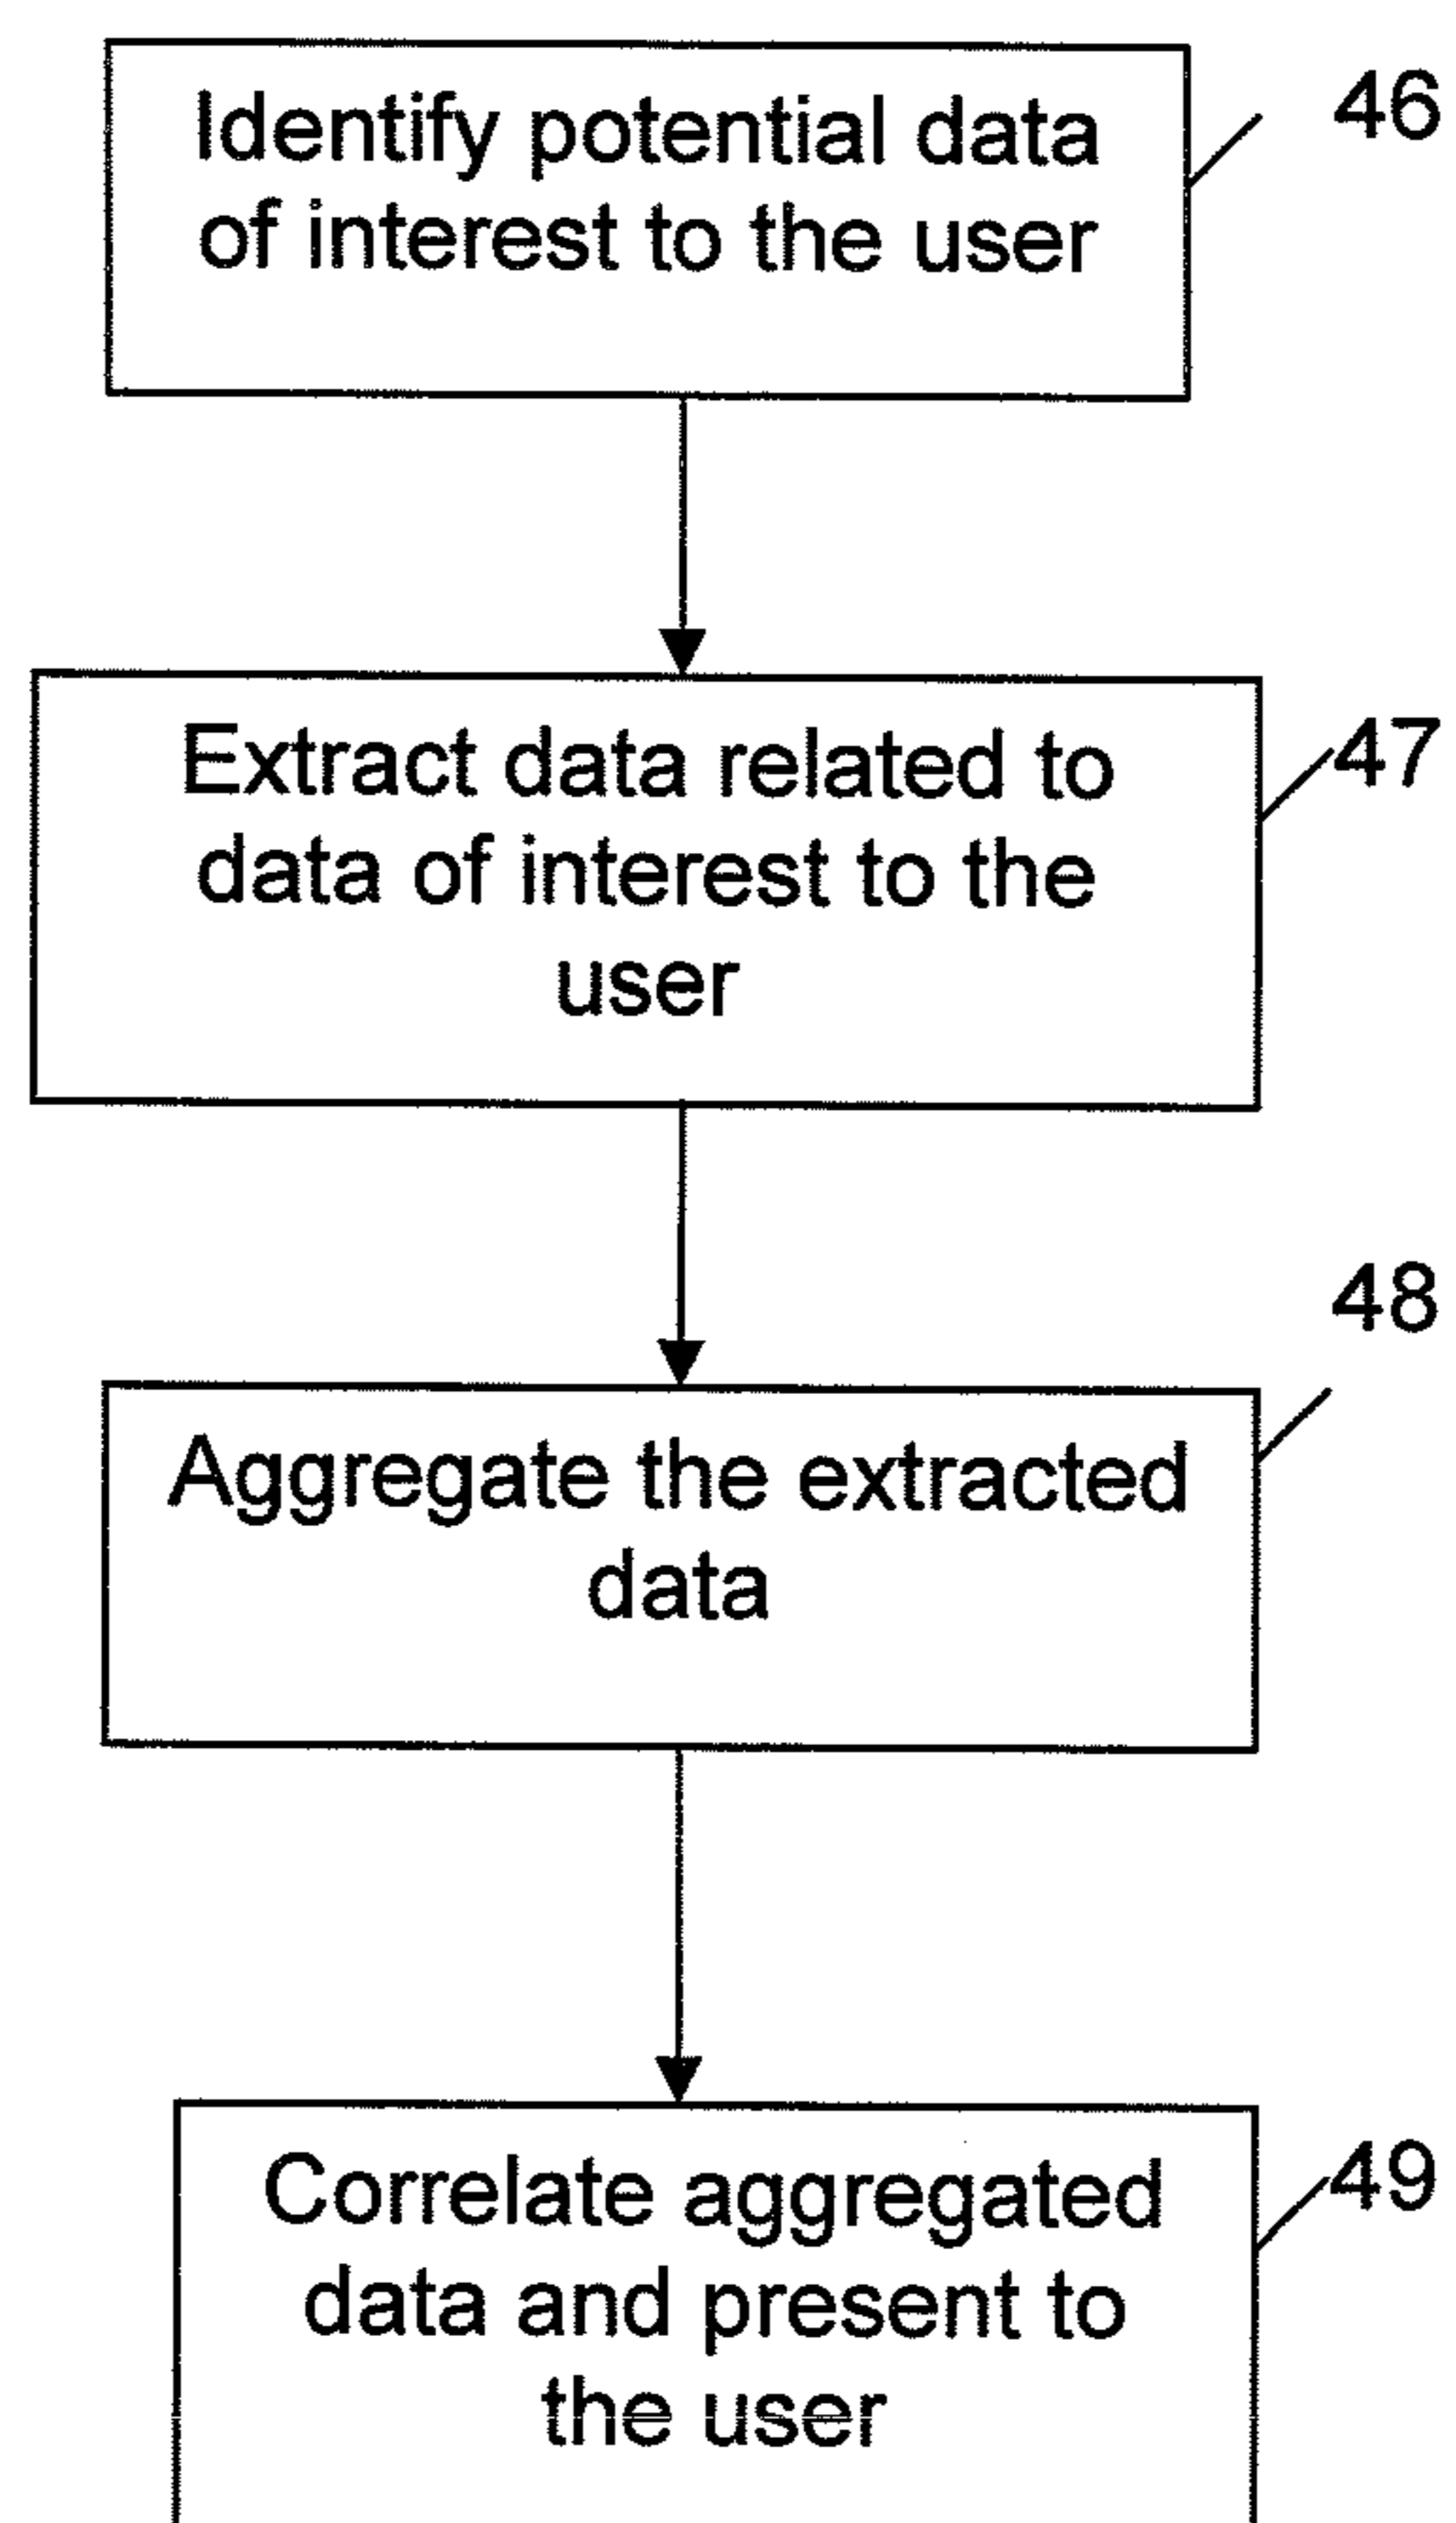 Identify potential data
of interest to the user
46
Extract data related to
data of interest to the
user
47
48
Aggregate the extracted
data
Correlate aggregated
data and present to
the user
49